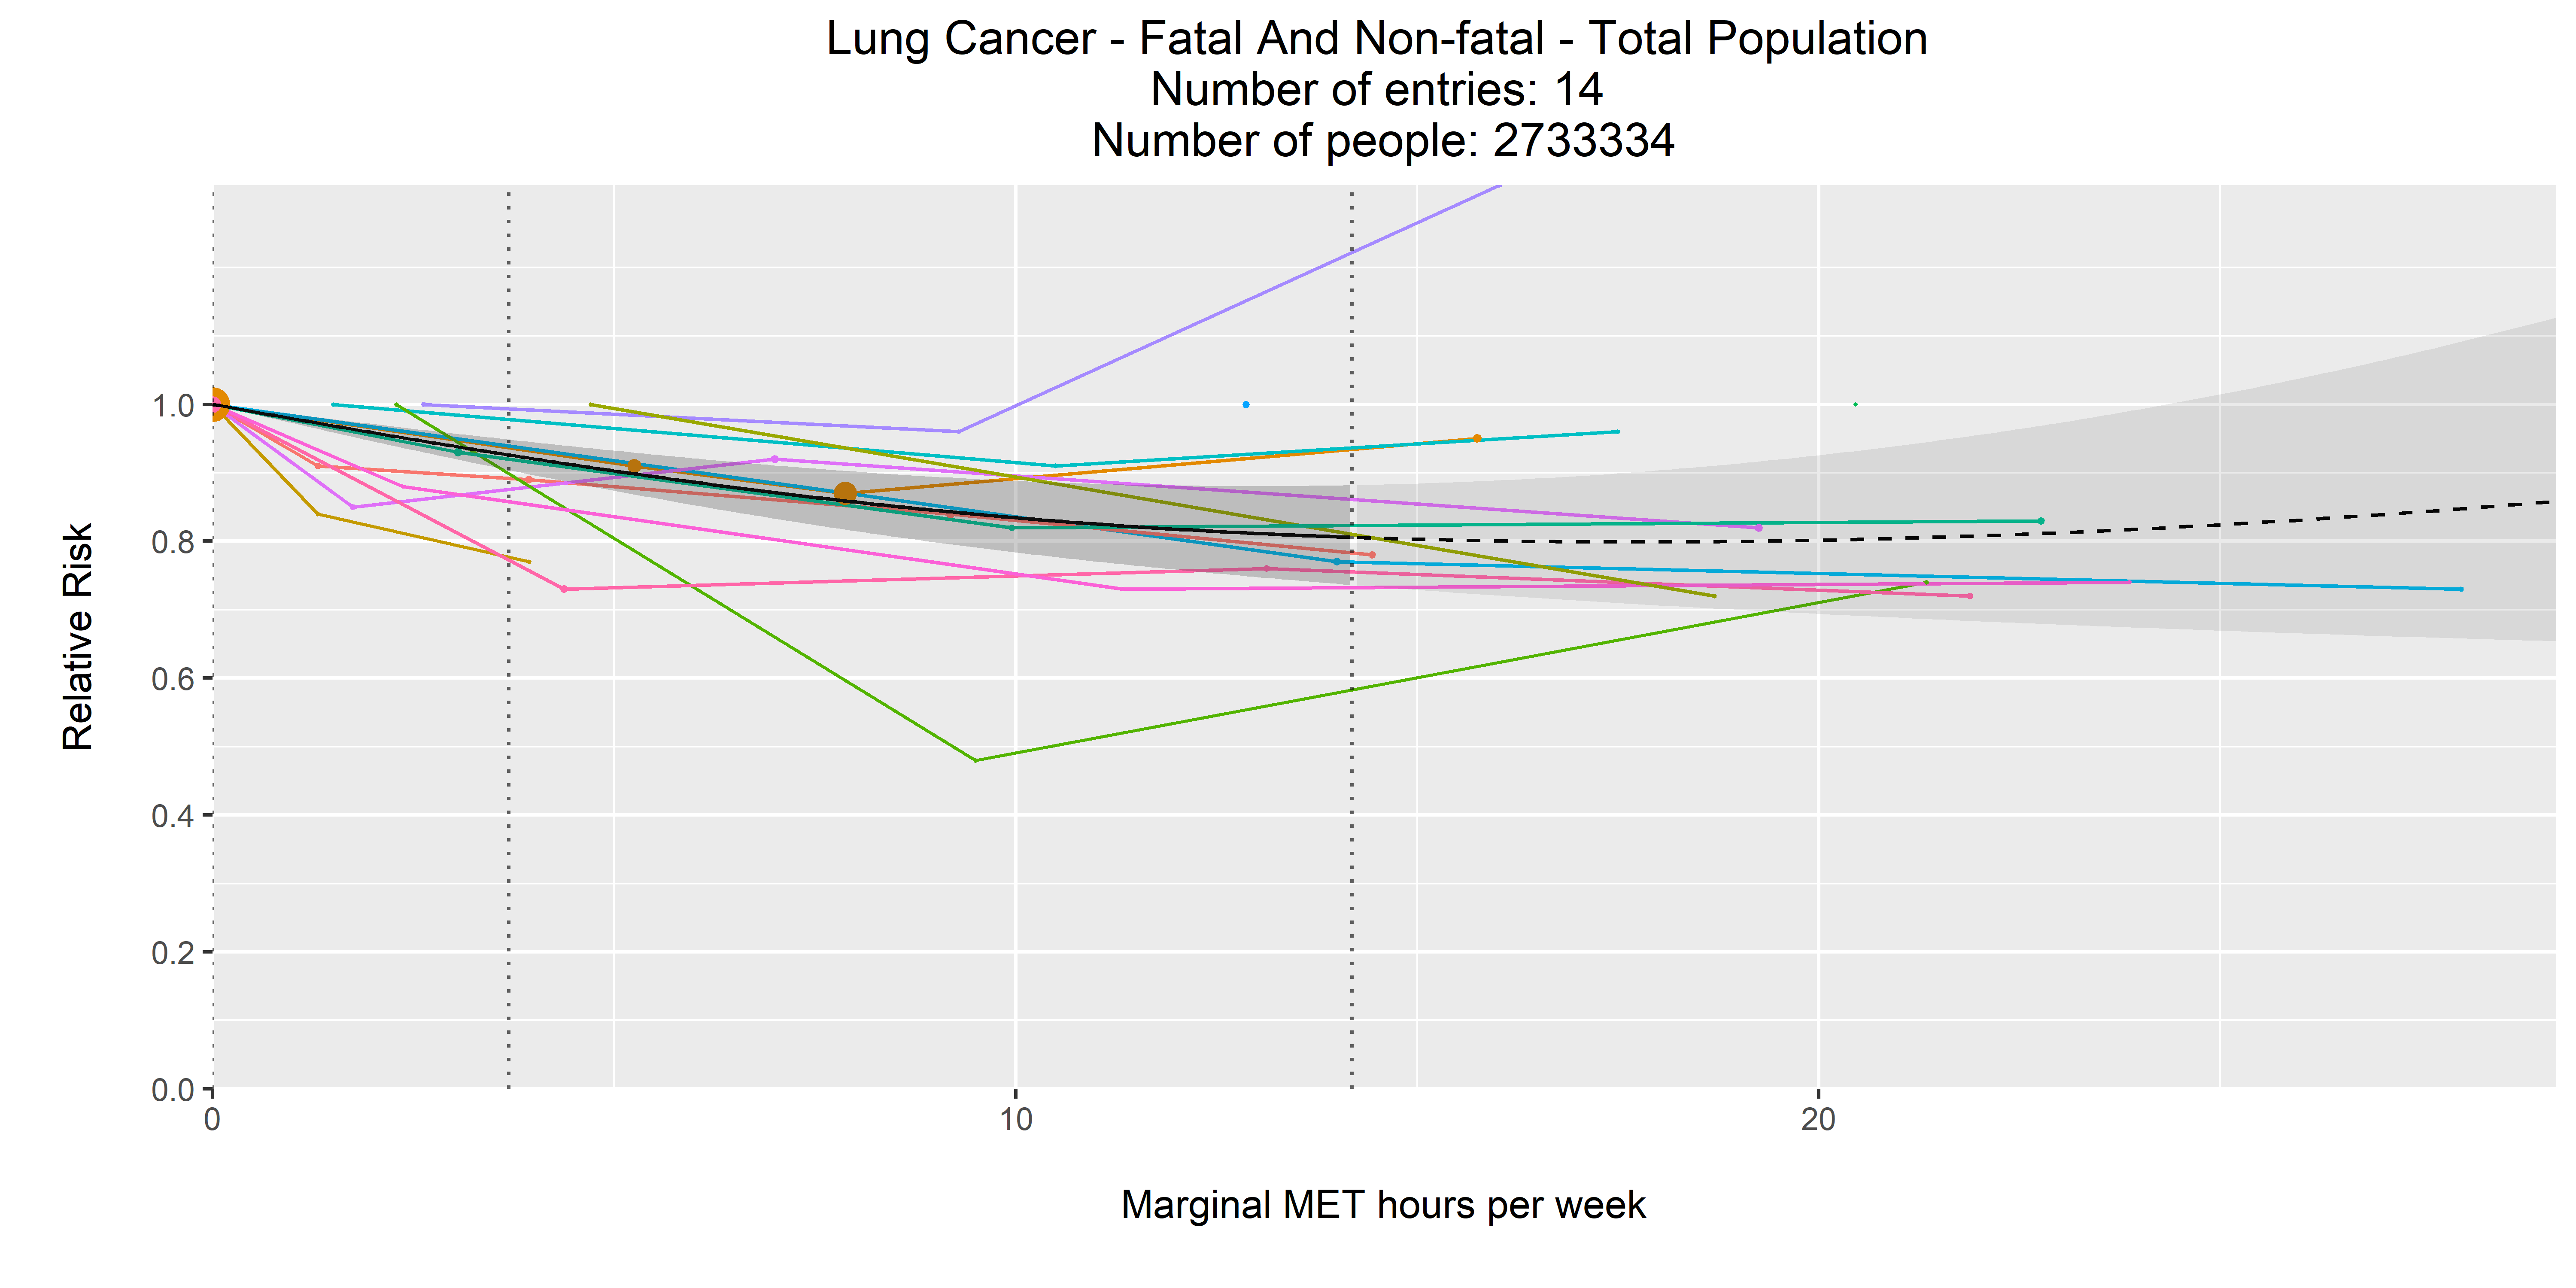 Lung Cancer - Fatal And Non-fatal - Total Population
Number of entries: 14
Number of people: 2733334
Relative Risk
1.0
0.8
0.6
0.4
0.2
0.0
0
10
20
Marginal MET hours per week